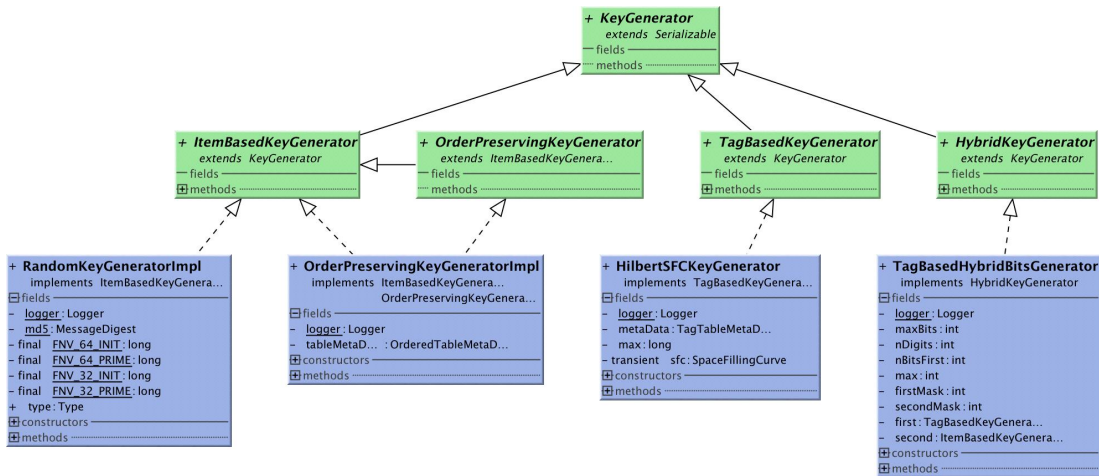 + KeyGenerator
extends Serializable
fields
methods
+ ItemBasedKeyGenerator
extends KeyGenerator
fields
methods
+ OrderPreservingKeyGenerator
extends ItemBasedKeyGenera...
fields
methods
+ TagBasedKeyGenerator
extends KeyGenerator
fields
methods
+ HybridKeyGenerator
extends KeyGenerator
fields
methods
+ RandomKeyGeneratorImpl
implements ItemBasedKeyGenera...
fields
- logger : Logger
- md5 : MessageDigest
- final FNV_64_INIT : long
- final FNV_64_PRIME : long
- final FNV_32_INIT : long
- final FNV_32_PRIME : long
+ type : Type
constructors
methods
+ OrderPreservingKeyGeneratorImpl
implements ItemBasedKeyGenera...
OrderPreservingKeyGenera...
fields
- logger : Logger
- tableMetaD... : OrderedTableMetaD...
constructors
methods
+ HilbertSFCKeyGenerator
implements TagBasedKeyGenera...
fields
- logger : Logger
- metaData : TagTableMetaD...
- max : long
- transient sfc : SpaceFillingCurve
constructors
methods
+ TagBasedHybridBitsGenerator
implements HybridKeyGenerator
fields
- logger : Logger
- maxBits : int
- nDigits : int
- nBitsFirst : int
- max : int
- firstMask : int
- secondMask : int
- first : TagBasedKeyGenera...
- second : ItemBasedKeyGenera...
constructors
methods